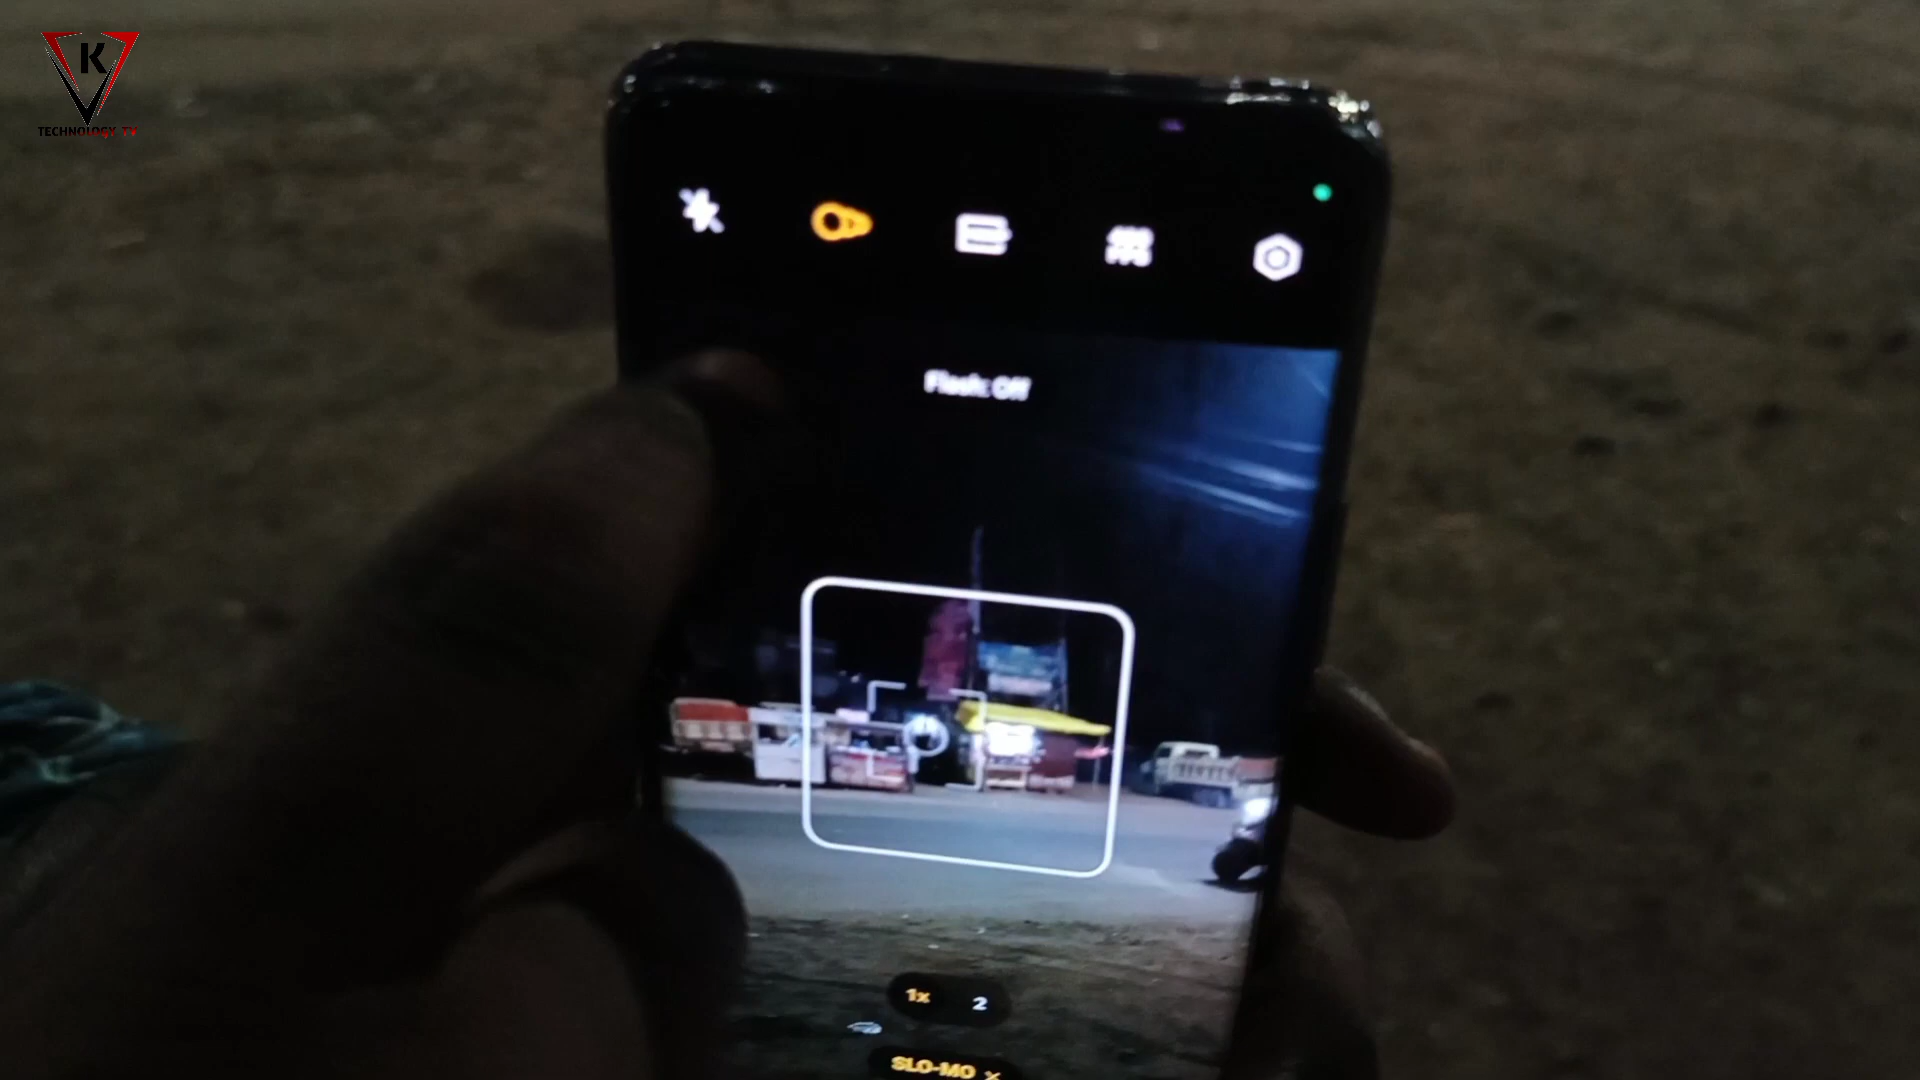 K
TECHNOLOGY TV
Flash: Off
1x 2
SLO-MO ×